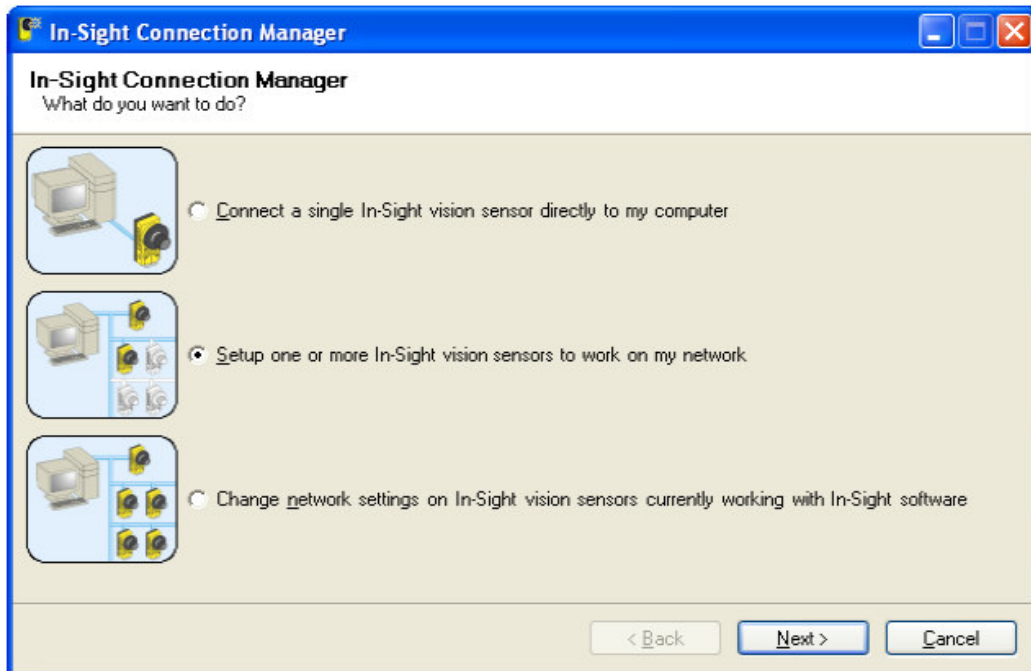 In-Sight Connection Manager
In-Sight Connection Manager
What do you want to do?
Connect a single In-Sight vision sensor directly to my computer
Setup one or more In-Sight vision sensors to work on my network
Change network settings on In-Sight vision sensors currently working with In-Sight software
< Back Next > Cancel